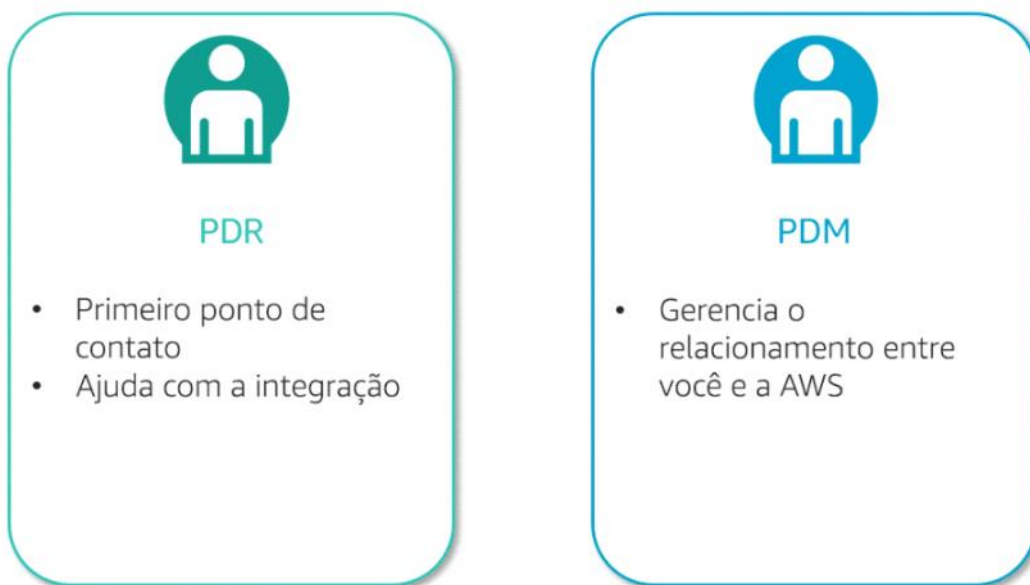 PDR
• Primeiro ponto de
contato
• Ajuda com a integração
PDM
• Gerencia o
relacionamento entre
você e a AWS